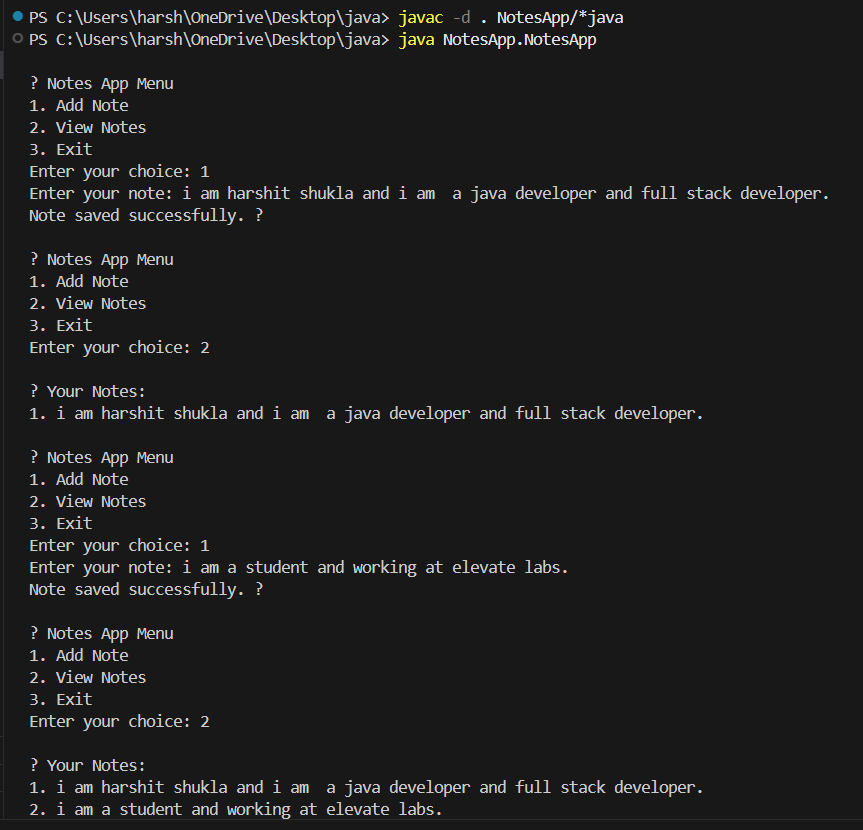 PS C:\Users\harsh\OneDrive\Desktop\java> javac -d . NotesApp/*java
PS C:\Users\harsh\OneDrive\Desktop\java> java NotesApp.NotesApp
? Notes App Menu
1. Add Note
2. View Notes
3. Exit
Enter your choice: 1
Enter your note: i am harshit shukla and i am  a java developer and full stack developer.
Note saved successfully. ?
? Notes App Menu
1. Add Note
2. View Notes
3. Exit
Enter your choice: 2
? Your Notes:
1. i am harshit shukla and i am  a java developer and full stack developer.
? Notes App Menu
1. Add Note
2. View Notes
3. Exit
Enter your choice: 1
Enter your note: i am a student and working at elevate labs.
Note saved successfully. ?
? Notes App Menu
1. Add Note
2. View Notes
3. Exit
Enter your choice: 2
? Your Notes:
1. i am harshit shukla and i am  a java developer and full stack developer.
2. i am a student and working at elevate labs.